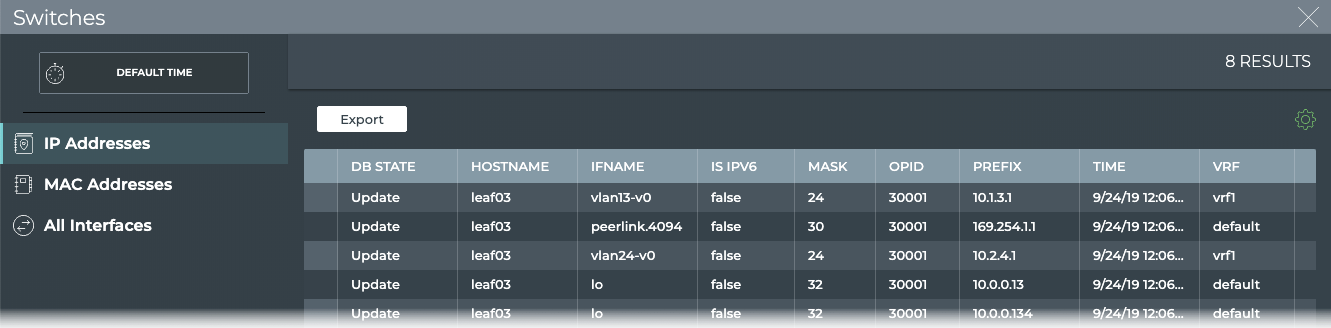 Switches
DEFAULT TIME
8 RESULTS
IP Addresses
MAC Addresses
All Interfaces
Export
DB STATE HOSTNAME IFNAME IS IPV6 MASK OPID PREFIX TIME VRF
Update leaf03 vlan13-v0 false 24 30001 10.1.3.1 9/24/19 12:06... vrf1
Update leaf03 peerlink.4094 false 30 30001 169.254.1.1 9/24/19 12:06... default
Update leaf03 vlan24-v0 false 24 30001 10.2.4.1 9/24/19 12:06... vrf1
Update leaf03 lo false 32 30001 10.0.0.13 9/24/19 12:06... default
Update leaf03 lo false 32 30001 10.0.0.134 9/24/19 12:06... default